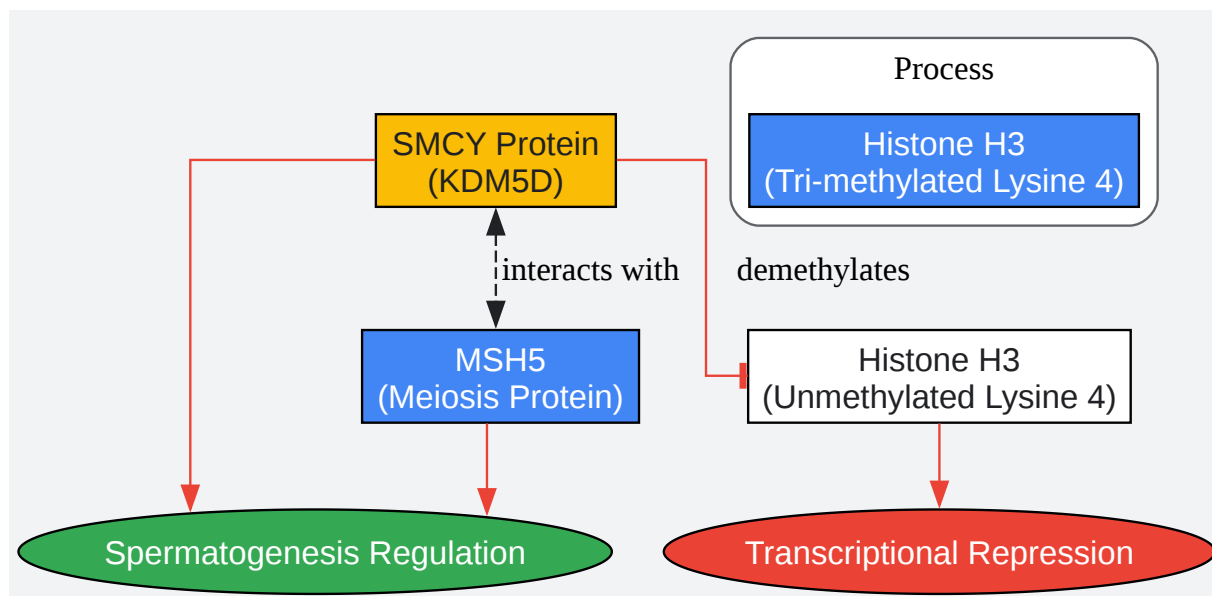 Process
SMCY Protein
(KDM5D)
Histone H3
(Tri-methylated Lysine 4)
interacts with
demethylates
MSH5
(Meiosis Protein)
Histone H3
(Unmethylated Lysine 4)
Spermatogenesis Regulation
Transcriptional Repression